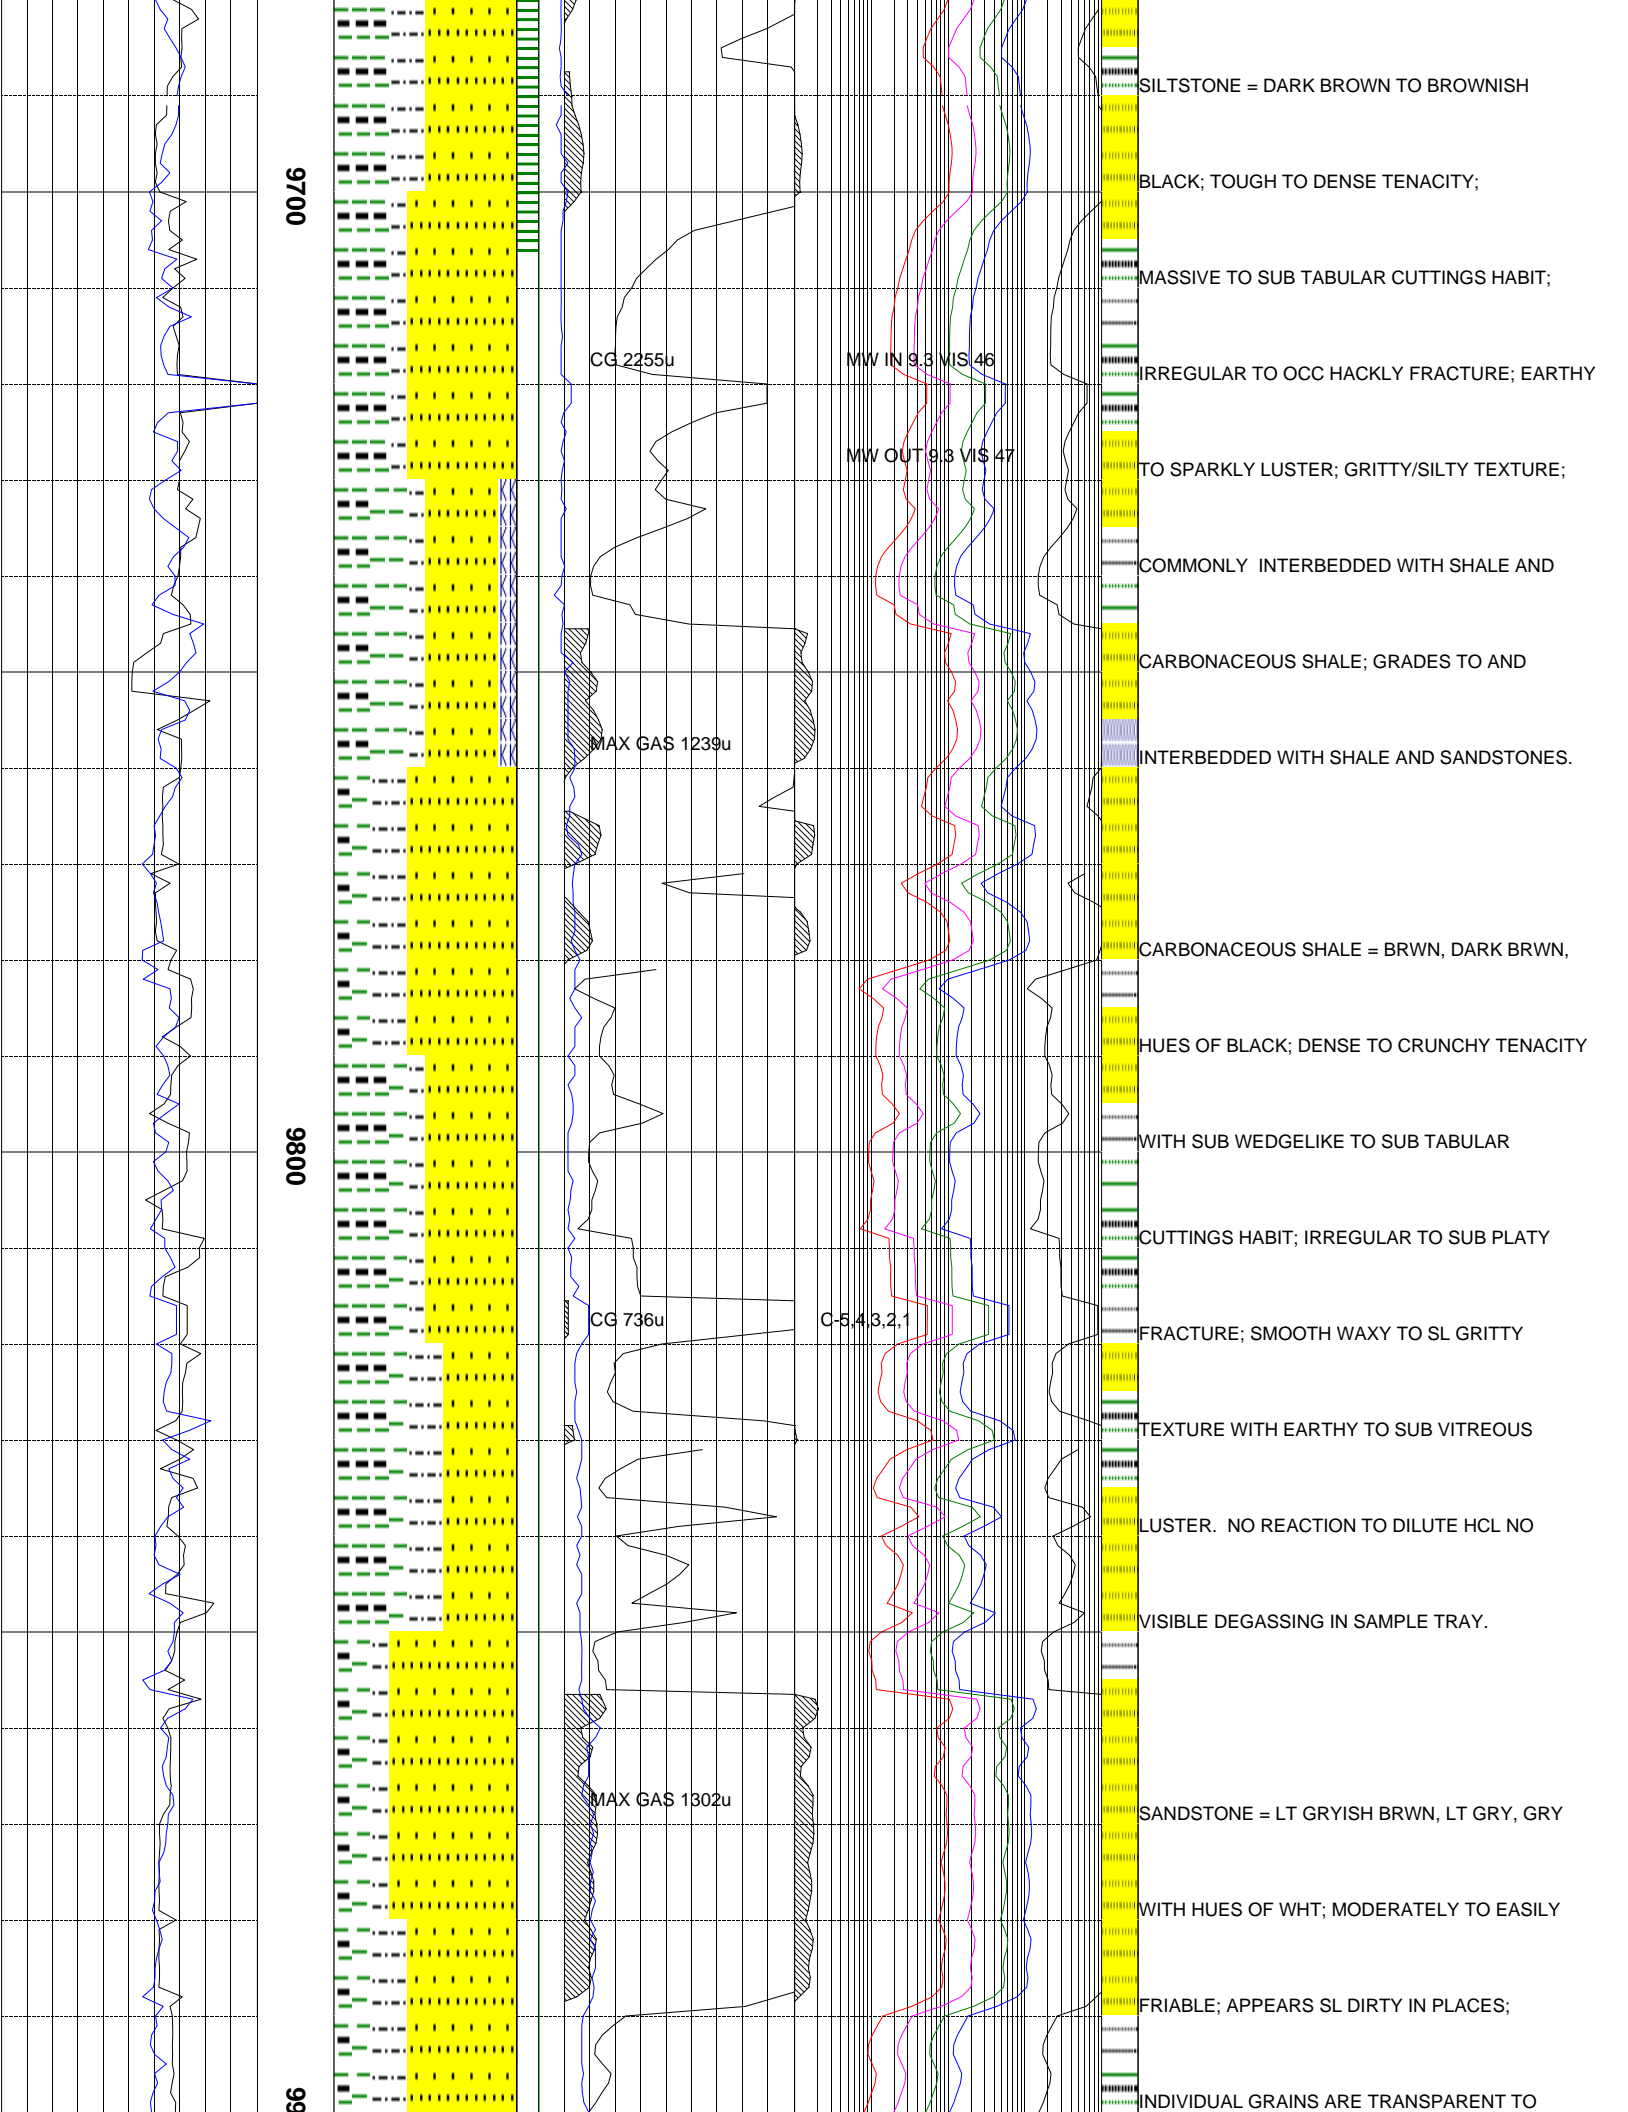 SILTSTONE = DARK BROWN TO BROWNISH
9700
BLACK; TOUGH TO DENSE TENACITY;
MASSIVE TO SUB TABULAR CUTTINGS HABIT;
CG 2255u
MW IN 9.3 VIS 46
IRREGULAR TO OCC HACKLY FRACTURE; EARTHY
MW OUT 9.3 VIS 47
TO SPARKLY LUSTER; GRITTY/SILTY TEXTURE;
COMMONLY  INTERBEDDED WITH SHALE AND
CARBONACEOUS SHALE; GRADES TO AND
MAX GAS 1239u
INTERBEDDED WITH SHALE AND SANDSTONES.
CARBONACEOUS SHALE = BRWN, DARK BRWN,
HUES OF BLACK; DENSE TO CRUNCHY TENACITY
9800
WITH SUB WEDGELIKE TO SUB TABULAR
CUTTINGS HABIT; IRREGULAR TO SUB PLATY
CG 736u
C-5,4,3,2,1
FRACTURE; SMOOTH WAXY TO SL GRITTY
TEXTURE WITH EARTHY TO SUB VITREOUS
LUSTER.  NO REACTION TO DILUTE HCL NO
VISIBLE DEGASSING IN SAMPLE TRAY.
MAX GAS 1302u
SANDSTONE = LT GRYISH BRWN, LT GRY, GRY
WITH HUES OF WHT; MODERATELY TO EASILY
FRIABLE; APPEARS SL DIRTY IN PLACES;
99
INDIVIDUAL GRAINS ARE TRANSPARENT TO